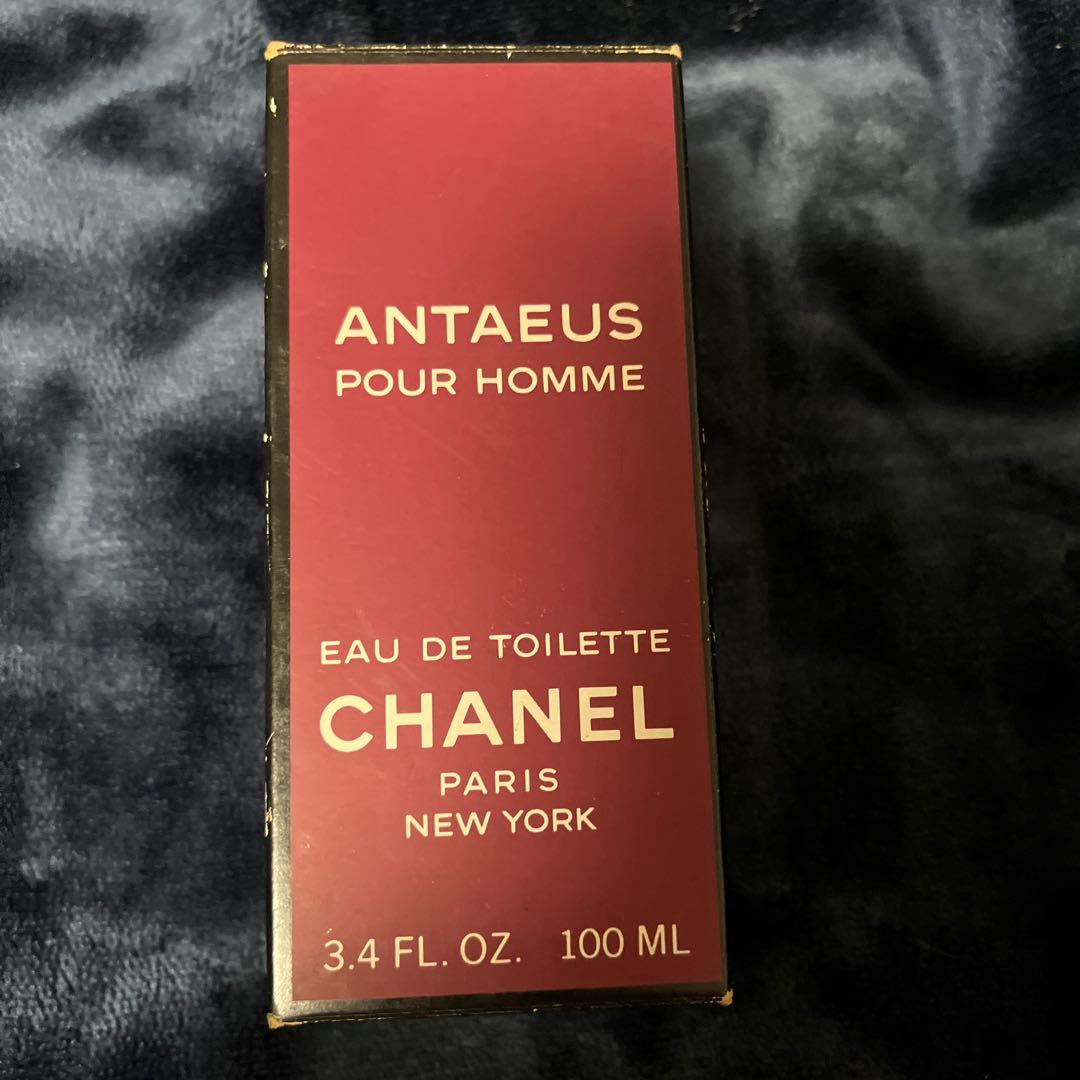 ANTAEUS
POUR HOMME
EAU DE TOILETTE
CHANEL
PARIS
NEW YORK
3.4 FL. OZ. 100 ML